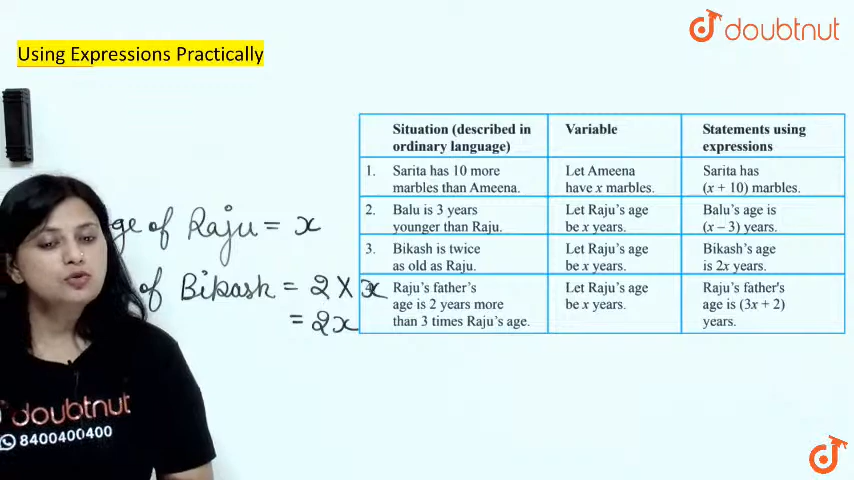 doubtnut
Using Expressions Practically
Situation (described in ordinary language)
Variable
Statements using expressions
1. Sarita has 10 more marbles than Ameena.
Let Ameena have x marbles.
Sarita has (x + 10) marbles.
2. Balu is 3 years younger than Raju.
Let Raju's age be x years.
Balu's age is (x – 3) years.
3. Bikash is twice as old as Raju.
Let Raju's age be x years.
Bikash's age is 2x years.
Raju's father's age is 2 years more than 3 times Raju's age.
Let Raju's age be x years.
Raju's father's age is (3x + 2) years.
of Raju = x
of Bikash = 2 X x
= 2x
doubtnut
8400400400